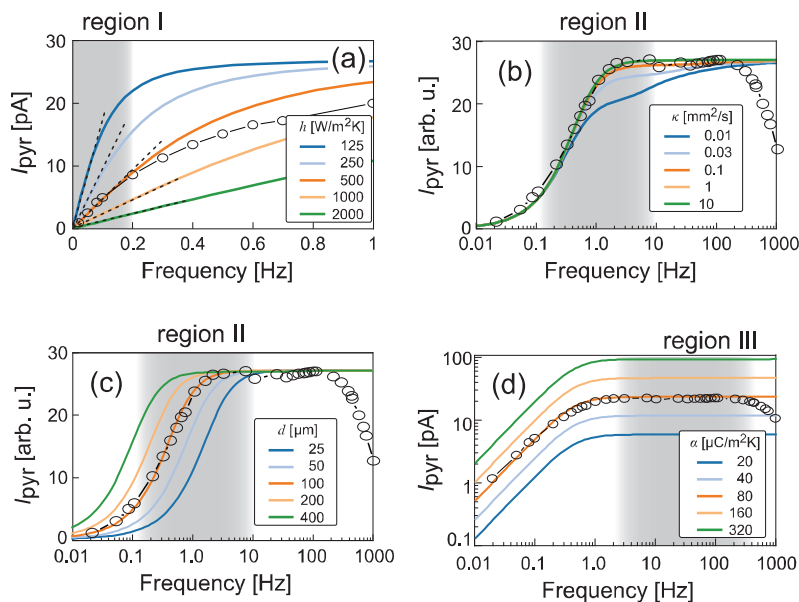 region I
30
20
10
0
I_pyr [pA]
(a)
h [W/m²K]
125
250
500
1000
2000
0 0.2 0.4 0.6 0.8 1
Frequency [Hz]
region II
30
20
10
0
I_pyr [arb. u.]
(b)
κ [mm²/s]
0.01
0.03
0.1
1
10
0.01 0.1 1.0 10 100 1000
Frequency [Hz]
region II
30
20
10
0
I_pyr [arb. u.]
(c)
d [µm]
25
50
100
200
400
0.01 0.1 1.0 10 100 1000
Frequency [Hz]
region III
100
10
1
0.1
I_pyr [pA]
(d)
α [µC/m²K]
20
40
80
160
320
0.01 0.1 1.0 10 100 1000
Frequency [Hz]